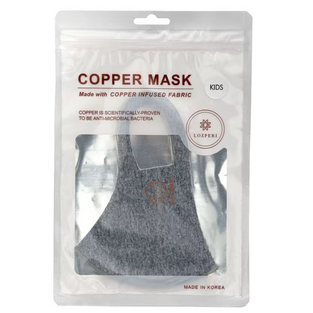 COPPER MASK
KIDS
Made with COPPER INFUSED FABRIC
COPPER IS SCIENTIFICALLY-PROVEN
TO BE ANTI-MICROBIAL BACTERIA
LOSPERI
MADE IN KOREA